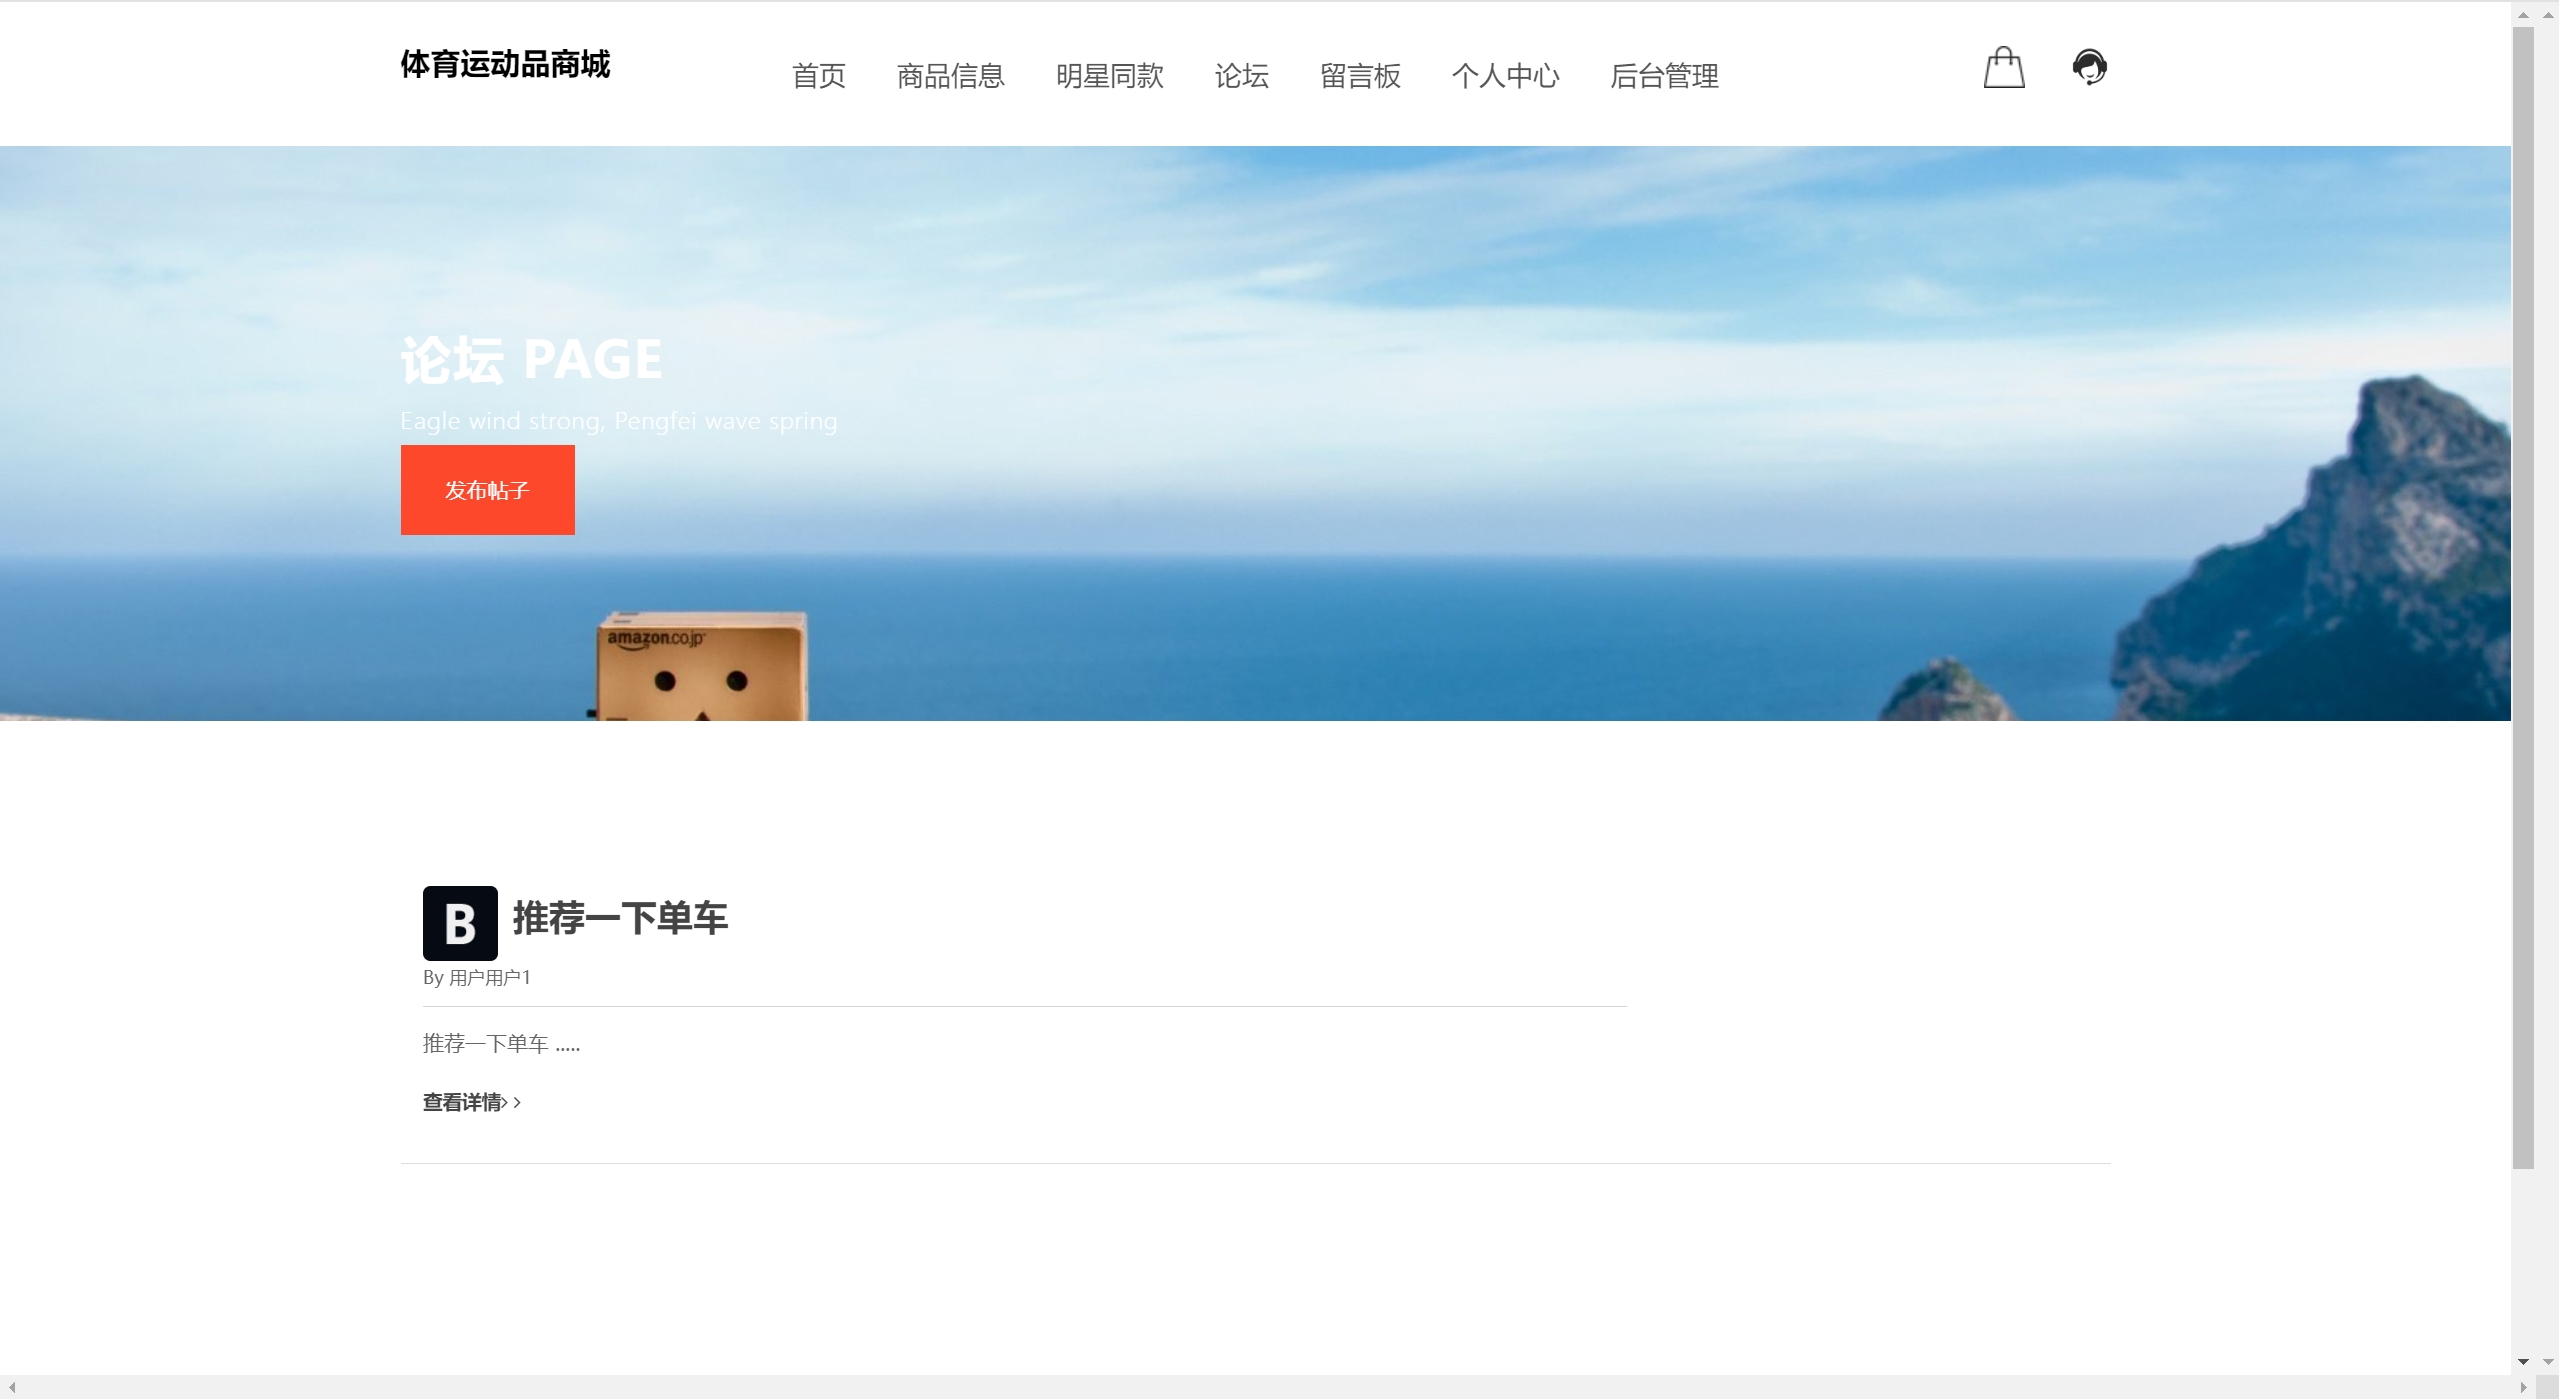 体育运动品商城
首页 商品信息 明星同款 论坛 留言板 个人中心 后台管理
论坛 PAGE
Eagle wind strong, Pengfei wave spring
发布帖子
amazon.co.jp
B 推荐一下单车
By 用户用户1
推荐一下单车 .....
查看详情> >